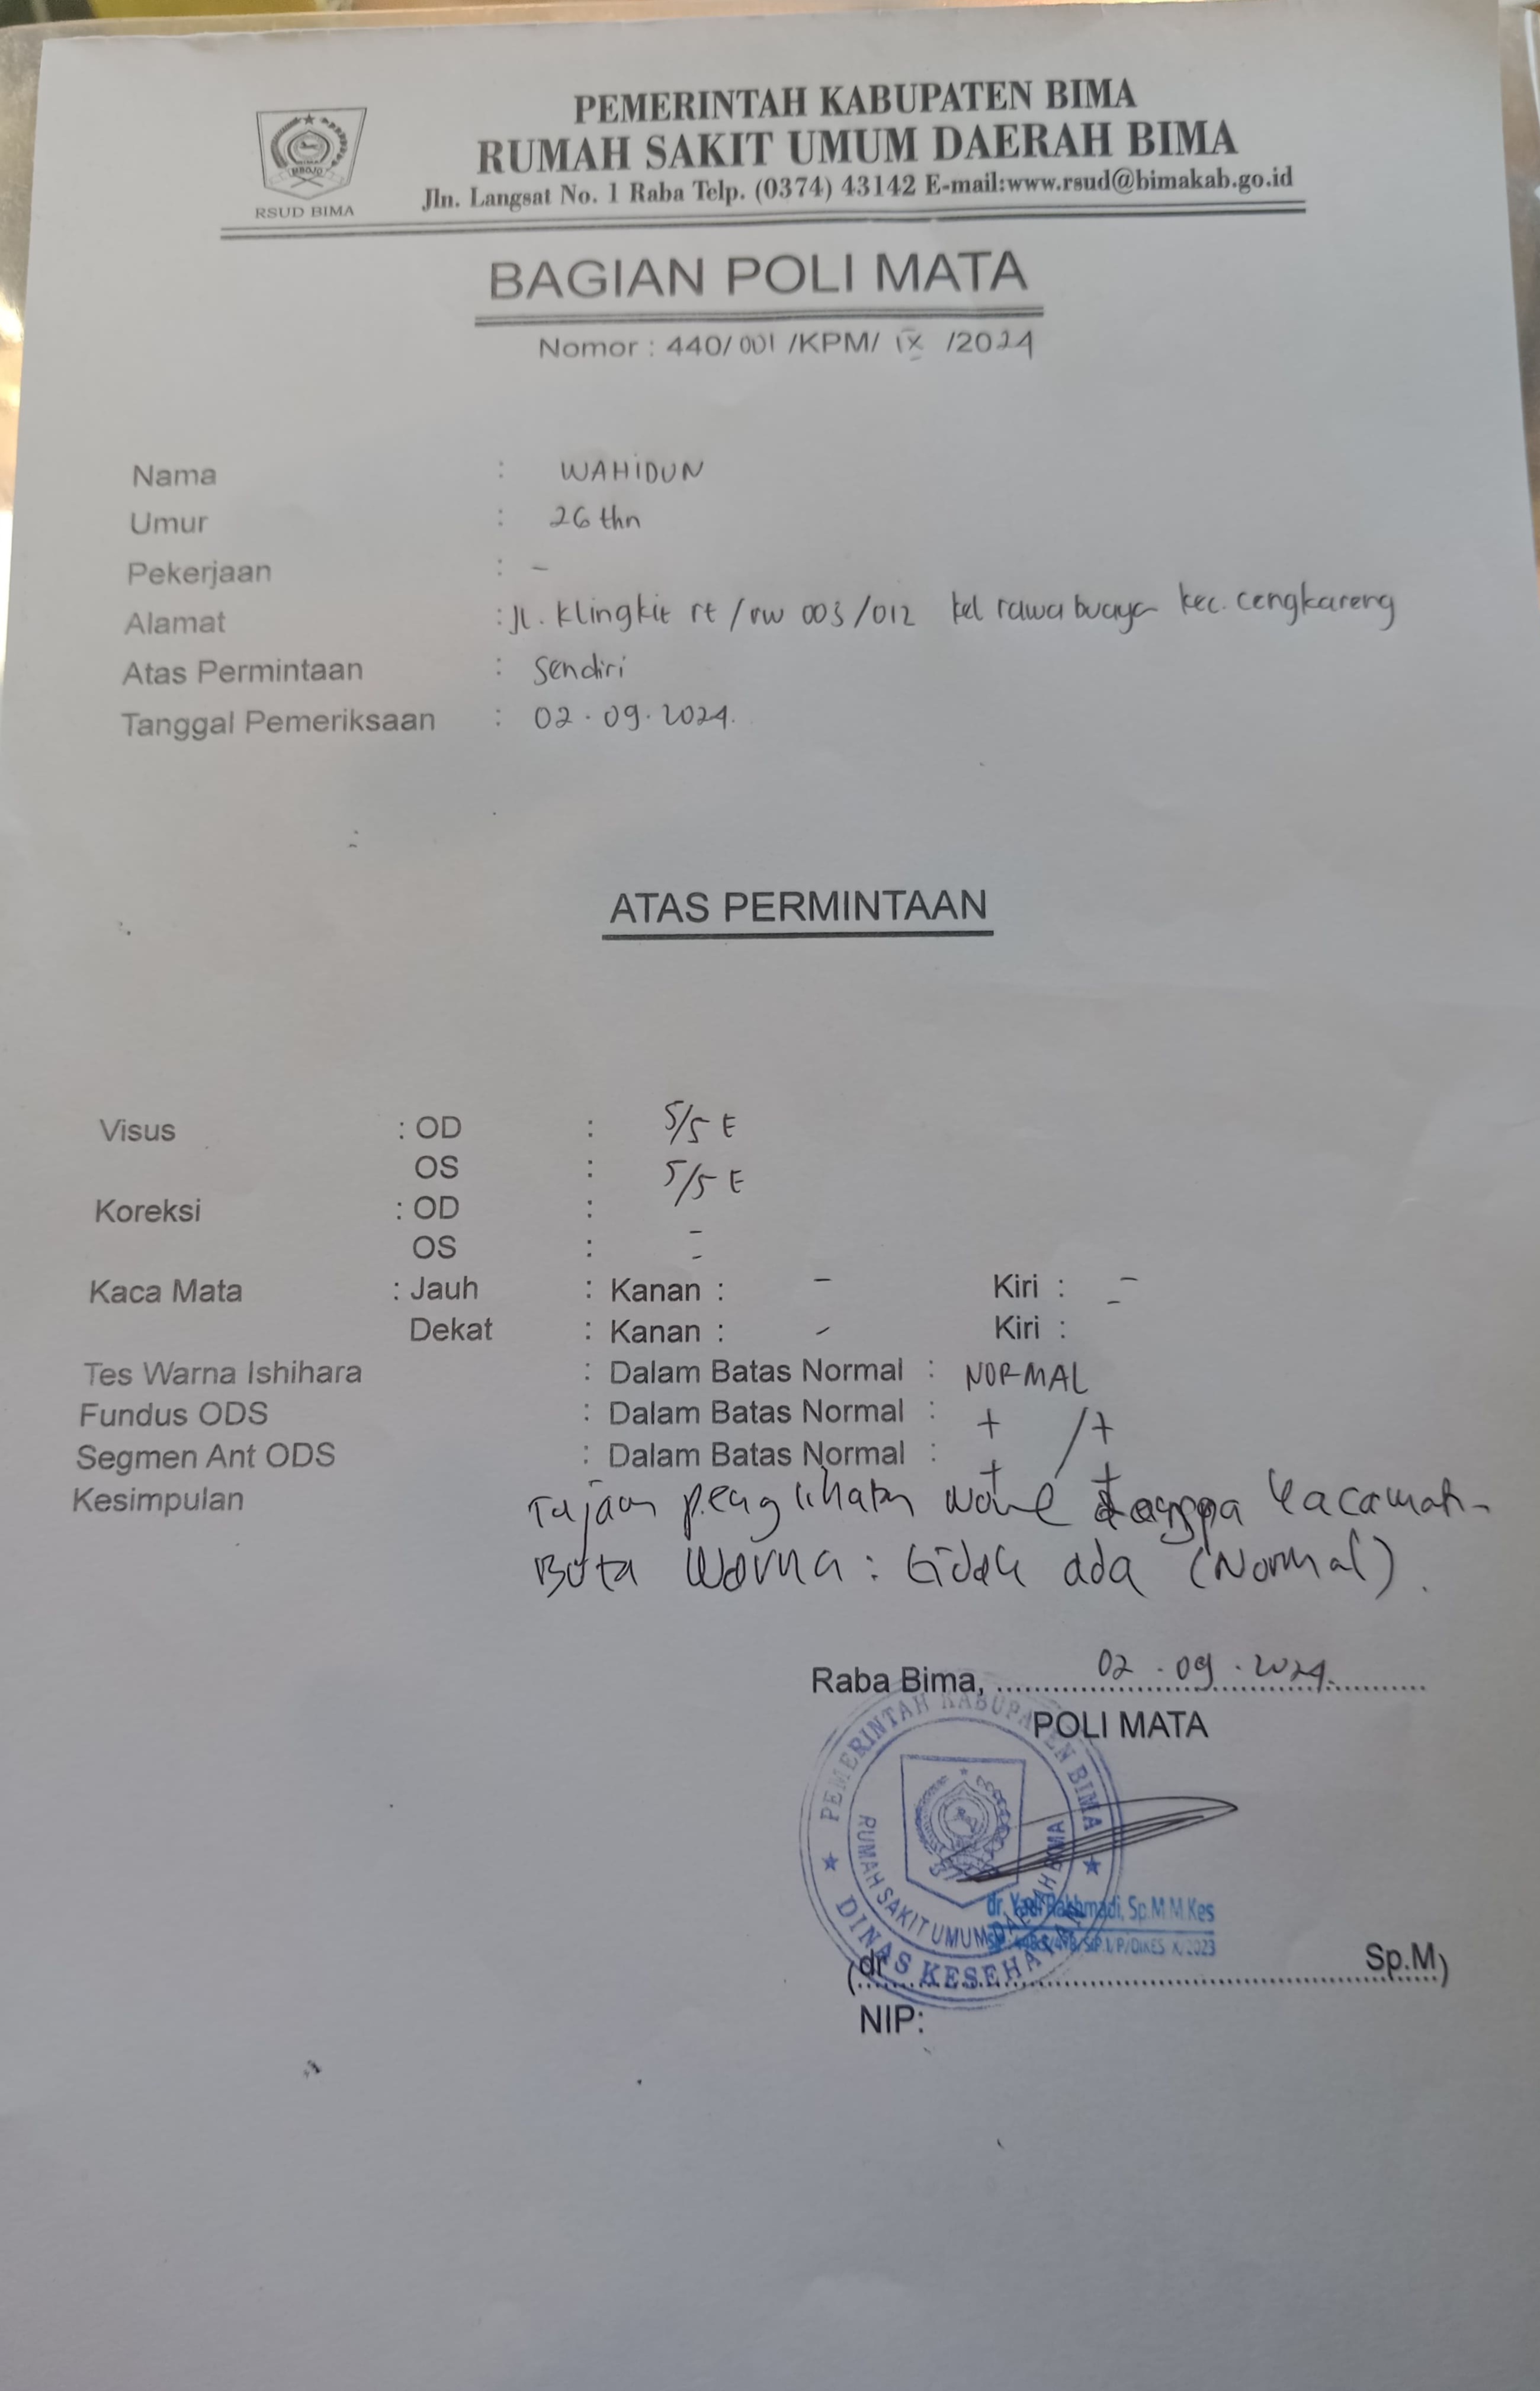 PEMERINTAH KABUPATEN BIMA
RUMAH SAKIT UMUM DAERAH BIMA
Jln. Langsat No. 1 Raba Telp. (0374) 43142 E-mail:www.rsud@bimakab.go.id
RSUD BIMA
BAGIAN POLI MATA
Nomor : 440/ 001 /KPM/ IX /2024
Nama : WAHIDUN
Umur : 26 thn
Pekerjaan : -
Alamat : Jl. Klingkit rt/rw 003/012 kel rawa buaya kec. cengkareng
Atas Permintaan : Sendiri
Tanggal Pemeriksaan : 02.09.2024.
ATAS PERMINTAAN
Visus : OD : 5/5 E
OS : 5/5 E
Koreksi : OD : -
OS : -
Kaca Mata : Jauh : Kanan : - Kiri : -
Dekat : Kanan : - Kiri : -
Tes Warna Ishihara : Dalam Batas Normal : NORMAL
Fundus ODS : Dalam Batas Normal : + / +
Segmen Ant ODS : Dalam Batas Normal : + / +
Kesimpulan Tajam penglihatan kacamata
Buta Warna : tidak ada (Normal).
Raba Bima, 02.09.2024.
POLI MATA
PEMERINTAH KABUPATEN BIMA
RUMAH SAKIT UMUM DAERAH BIMA
DINAS KESEHATAN
dr. Rakhmadi, Sp.M.M.Kes
(dr Sp.M)
NIP: